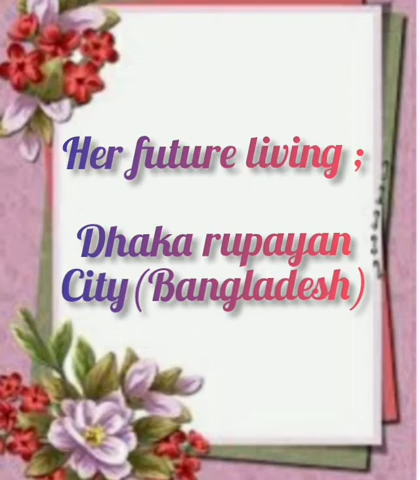 Her future living ;
Dhaka rupayan
City(Bangladesh)